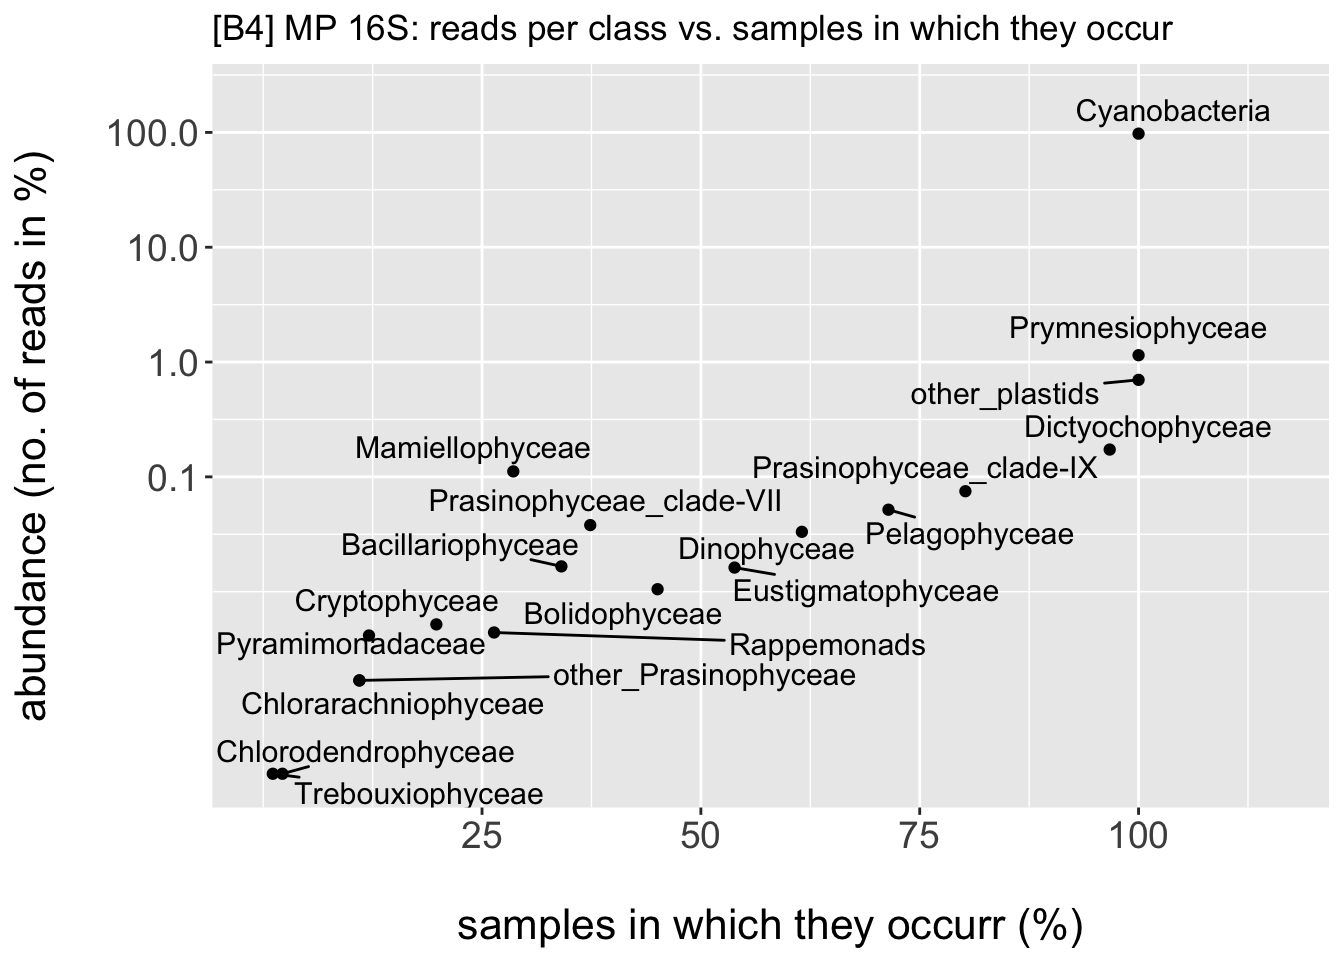 [B4] MP 16S: reads per class vs. samples in which they occur
abundance (no. of reads in %)
100.0
10.0
1.0
0.1
Cyanobacteria
Prymnesiophyceae
other_plastids
Dictyochophyceae
Mamiellophyceae
Prasinophyceae_clade-IX
Prasinophyceae_clade-VII
Pelagophyceae
Bacillariophyceae
Dinophyceae
Eustigmatophyceae
Cryptophyceae
Bolidophyceae
Pyramimonadaceae
Rappemonads
other_Prasinophyceae
Chlorarachniophyceae
Chlorodendrophyceae
Trebouxiophyceae
25
50
75
100
samples in which they occurr (%)